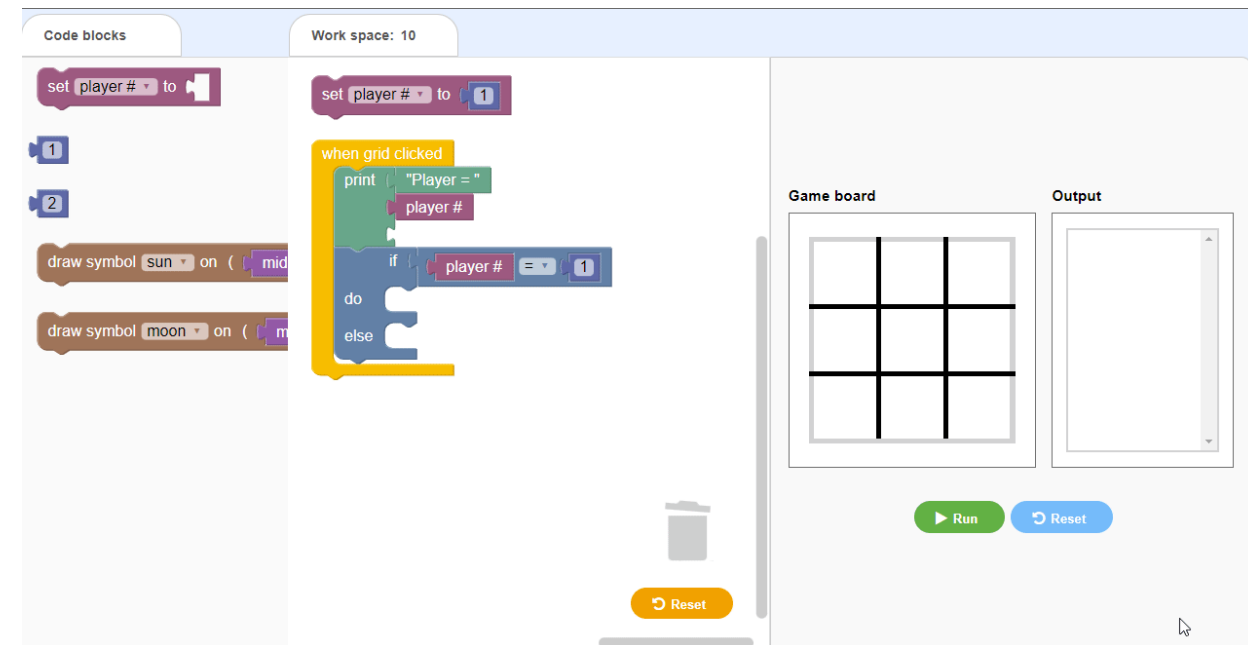 Code blocks
Work space: 10
set player # to
1
2
draw symbol sun on ( mid
draw symbol moon on ( m
set player # to 1
when grid clicked
print "Player = "
player #
if player # = 1
do
else
Reset
Game board
Output
Run
Reset